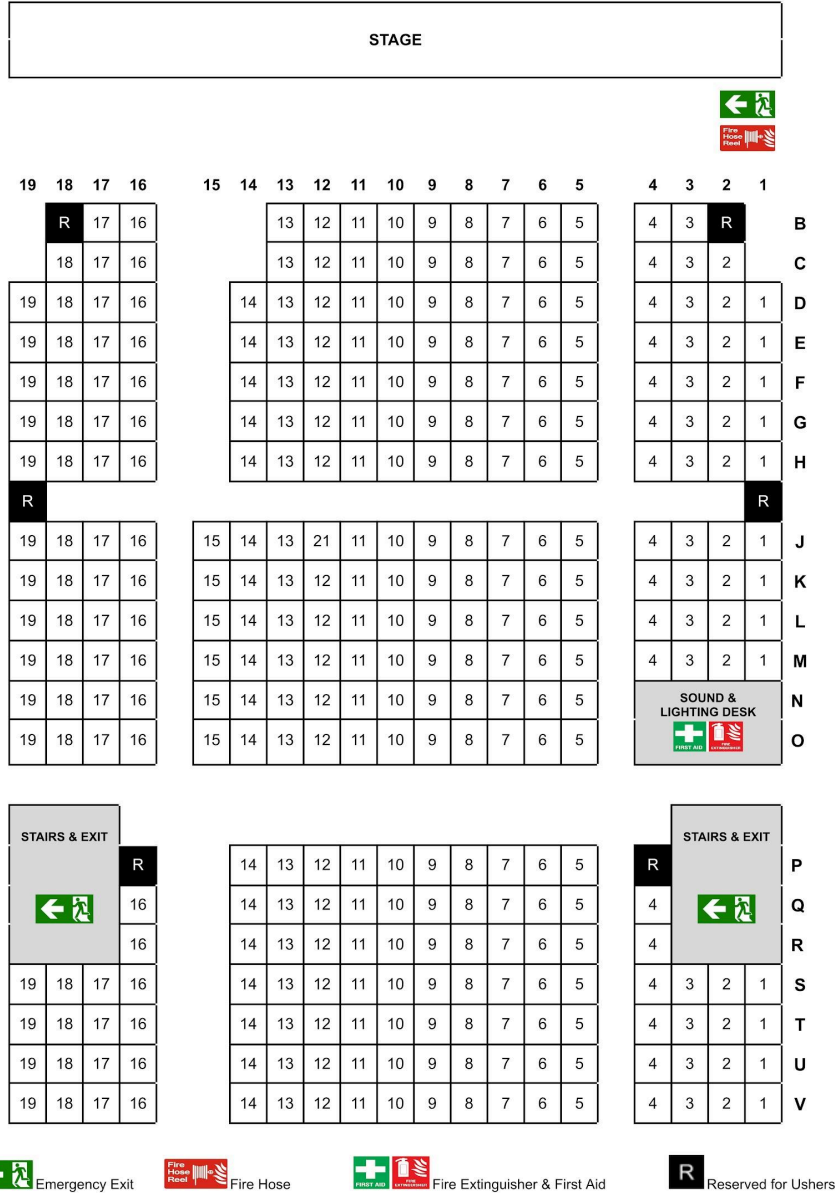 STAGE
Fire Hose Reel
19 18 17 16 15 14 13 12 11 10 9 8 7 6 5 4 3 2 1
R 17 16 13 12 11 10 9 8 7 6 5 4 3 R B
18 17 16 13 12 11 10 9 8 7 6 5 4 3 2 C
19 18 17 16 14 13 12 11 10 9 8 7 6 5 4 3 2 1 D
19 18 17 16 14 13 12 11 10 9 8 7 6 5 4 3 2 1 E
19 18 17 16 14 13 12 11 10 9 8 7 6 5 4 3 2 1 F
19 18 17 16 14 13 12 11 10 9 8 7 6 5 4 3 2 1 G
19 18 17 16 14 13 12 11 10 9 8 7 6 5 4 3 2 1 H
R R
19 18 17 16 15 14 13 21 11 10 9 8 7 6 5 4 3 2 1 J
19 18 17 16 15 14 13 12 11 10 9 8 7 6 5 4 3 2 1 K
19 18 17 16 15 14 13 12 11 10 9 8 7 6 5 4 3 2 1 L
19 18 17 16 15 14 13 12 11 10 9 8 7 6 5 4 3 2 1 M
19 18 17 16 15 14 13 12 11 10 9 8 7 6 5 N
SOUND &
LIGHTING DESK
19 18 17 16 15 14 13 12 11 10 9 8 7 6 5 O
FIRST AID FIRE EXTINGUISHER
STAIRS & EXIT STAIRS & EXIT
R 14 13 12 11 10 9 8 7 6 5 R P
16 14 13 12 11 10 9 8 7 6 5 4 Q
16 14 13 12 11 10 9 8 7 6 5 4 R
19 18 17 16 14 13 12 11 10 9 8 7 6 5 4 3 2 1 S
19 18 17 16 14 13 12 11 10 9 8 7 6 5 4 3 2 1 T
19 18 17 16 14 13 12 11 10 9 8 7 6 5 4 3 2 1 U
19 18 17 16 14 13 12 11 10 9 8 7 6 5 4 3 2 1 V
Emergency Exit Fire Hose Reel Fire Hose FIRST AID FIRE EXTINGUISHER Fire Extinguisher & First Aid R Reserved for Ushers